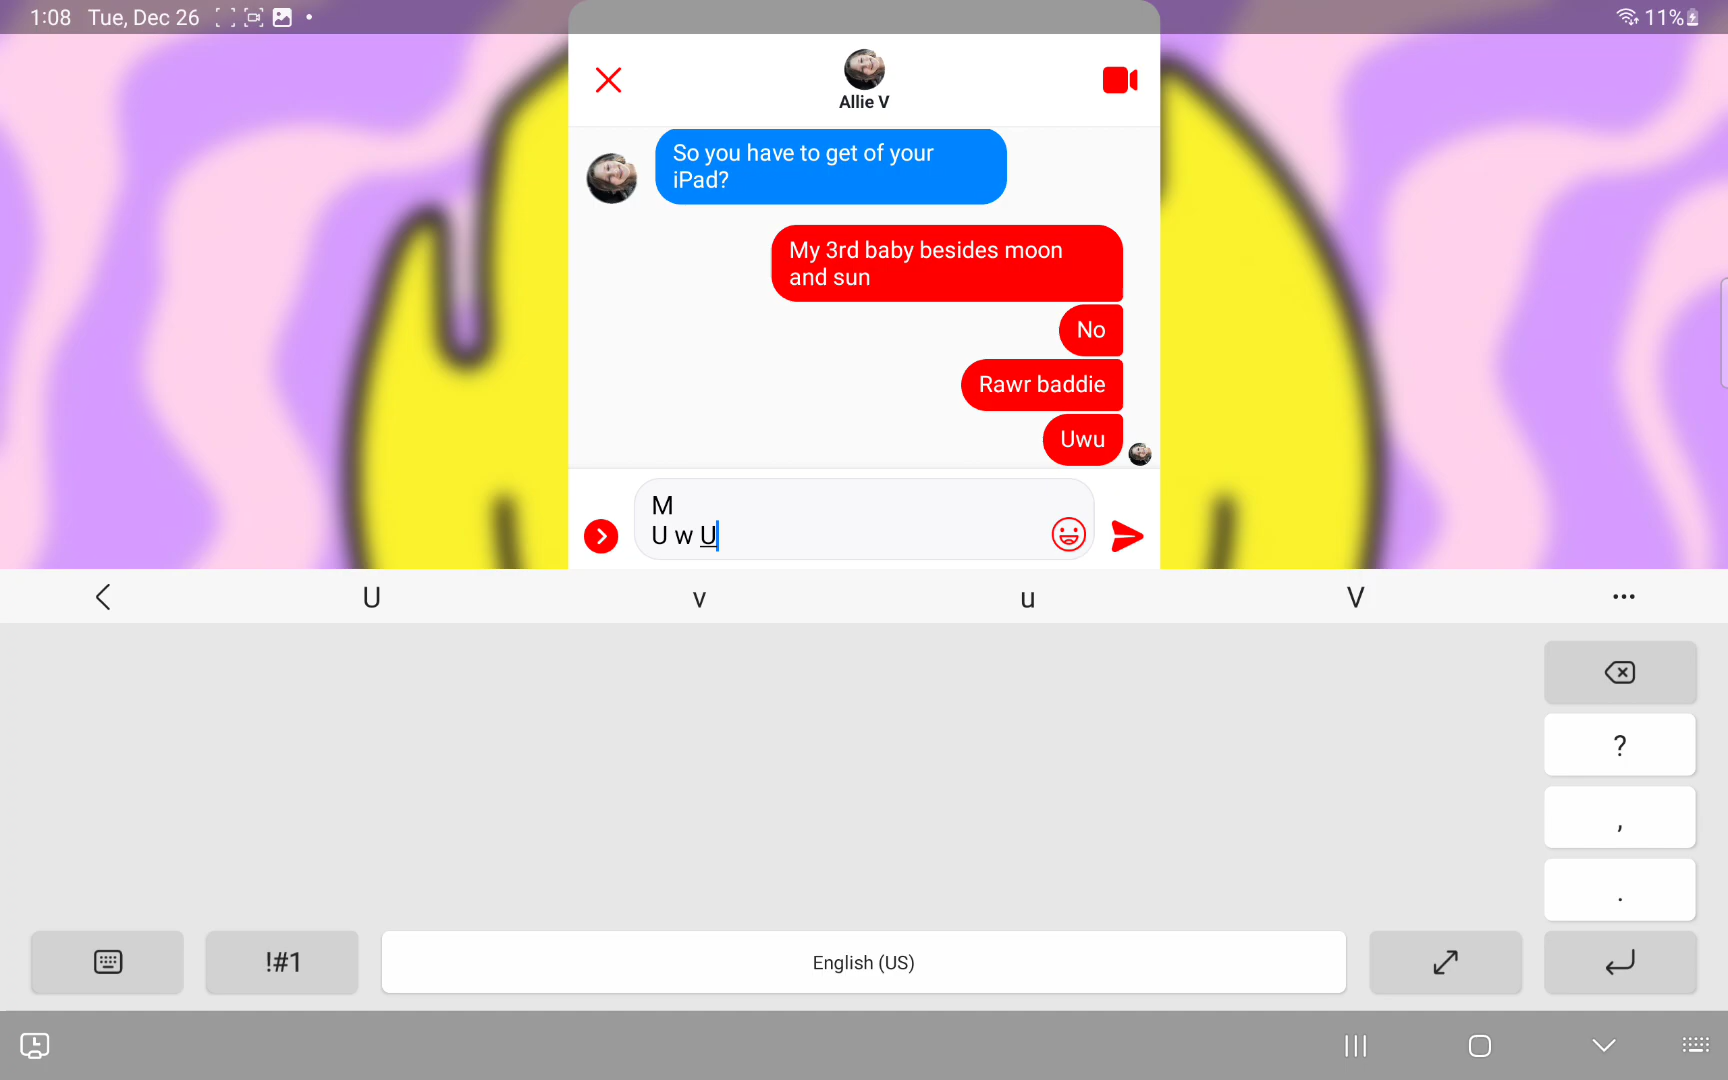 1:08 Tue, Dec 26
11%
Allie V
So you have to get of your
iPad?
My 3rd baby besides moon
and sun
No
Rawr baddie
Uwu
M
U w U
U v u V ...
?
,
.
!#1 English (US)